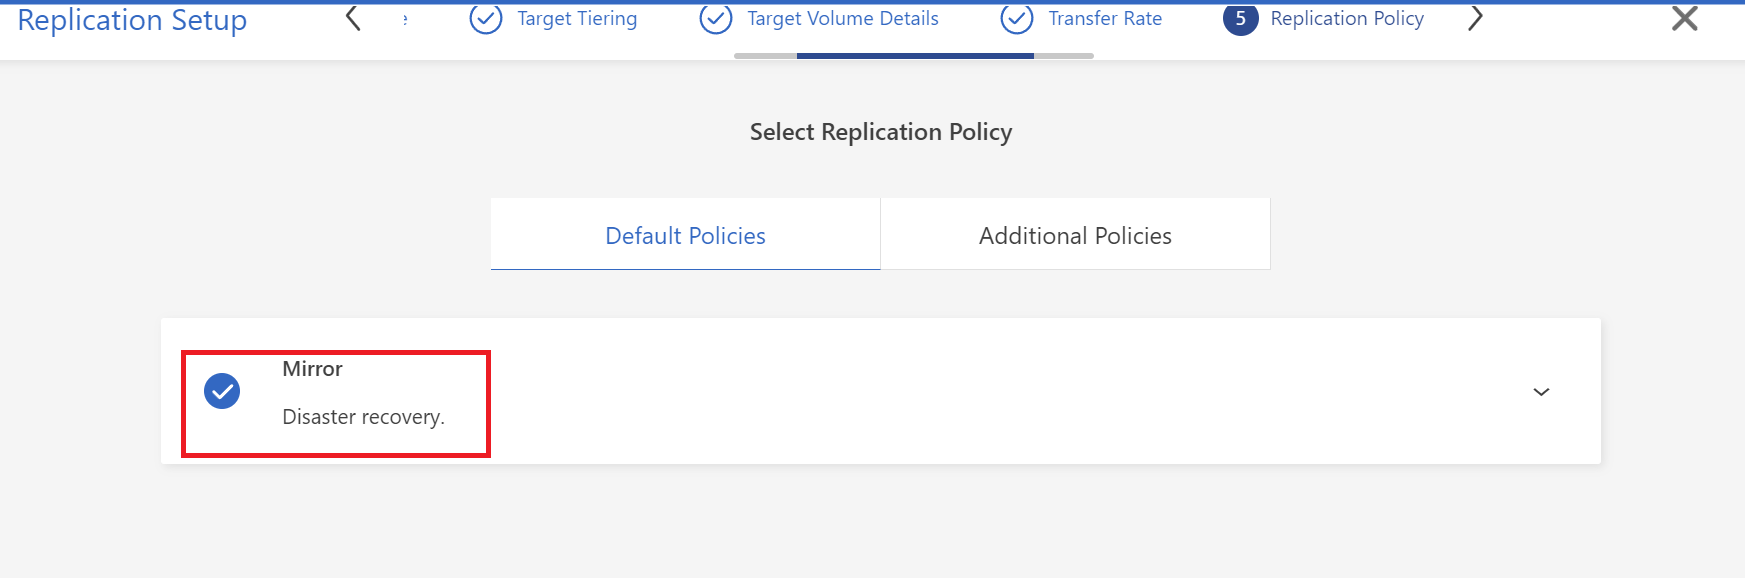 Replication Setup
Target Tiering
Target Volume Details
Transfer Rate
5 Replication Policy
Select Replication Policy
Default Policies
Additional Policies
Mirror
Disaster recovery.